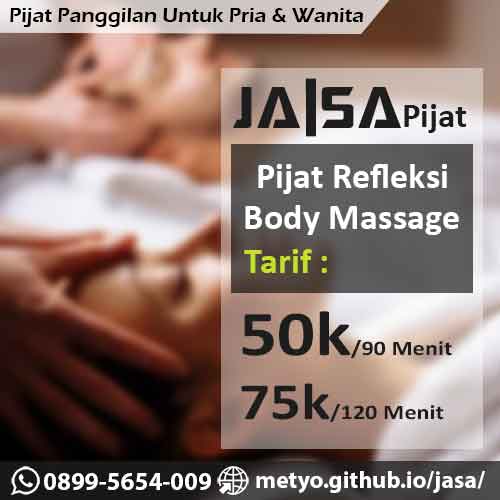 Pijat Panggilan Untuk Pria & Wanita
JA|SA Pijat
Pijat Refleksi
Body Massage
Tarif :
50k/90 Menit
75k/120 Menit
0899-5654-009 metyo.github.io/jasa/